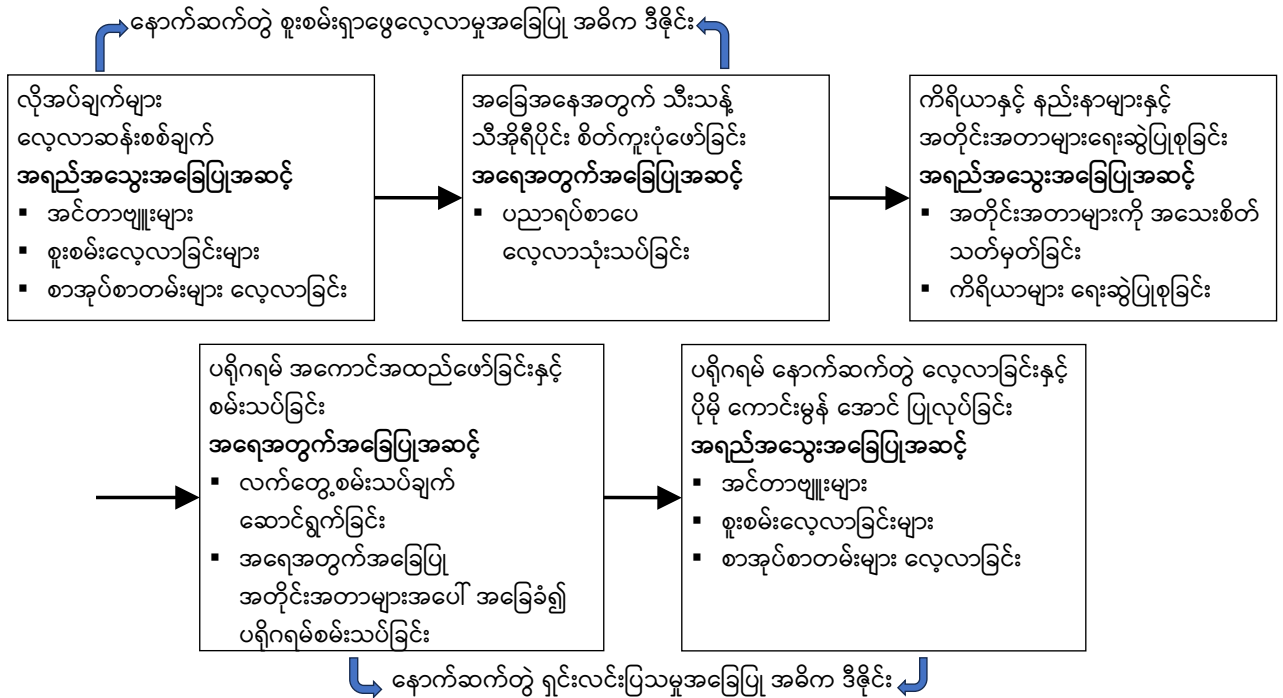 နောက်ဆက်တွဲ စူးစမ်းရှာဖွေလေ့လာမှုအခြေပြု အဓိက ဒီဇိုင်း
လိုအပ်ချက်များ
လေ့လာဆန်းစစ်ချက်
အရည်အသွေးအခြေပြုအဆင့်
▪ အင်တာဗျူးများ
▪ စူးစမ်းလေ့လာခြင်းများ
▪ စာအုပ်စာတမ်းများ လေ့လာခြင်း
အခြေအနေအတွက် သီးသန့်
သီအိုရီပိုင်း စိတ်ကူးပုံဖော်ခြင်း
အရေအတွက်အခြေပြုအဆင့်
▪ ပညာရပ်စာပေ
လေ့လာသုံးသပ်ခြင်း
ကိရိယာနှင့် နည်းနာများနှင့်
အတိုင်းအတာများရေးဆွဲပြုစုခြင်း
အရည်အသွေးအခြေပြုအဆင့်
▪ အတိုင်းအတာများကို အသေးစိတ်
သတ်မှတ်ခြင်း
▪ ကိရိယာများ ရေးဆွဲပြုစုခြင်း
ပရိုဂရမ် အကောင်အထည်ဖော်ခြင်းနှင့်
စမ်းသပ်ခြင်း
အရေအတွက်အခြေပြုအဆင့်
▪ လက်တွေ့စမ်းသပ်ချက်
ဆောင်ရွက်ခြင်း
▪ အရေအတွက်အခြေပြု
အတိုင်းအတာများအပေါ် အခြေခံ၍
ပရိုဂရမ်စမ်းသပ်ခြင်း
ပရိုဂရမ် နောက်ဆက်တွဲ လေ့လာခြင်းနှင့်
ပိုမို ကောင်းမွန် အောင် ပြုလုပ်ခြင်း
အရည်အသွေးအခြေပြုအဆင့်
▪ အင်တာဗျူးများ
▪ စူးစမ်းလေ့လာခြင်းများ
▪ စာအုပ်စာတမ်းများ လေ့လာခြင်း
နောက်ဆက်တွဲ ရှင်းလင်းပြသမှုအခြေပြု အဓိက ဒီဇိုင်း